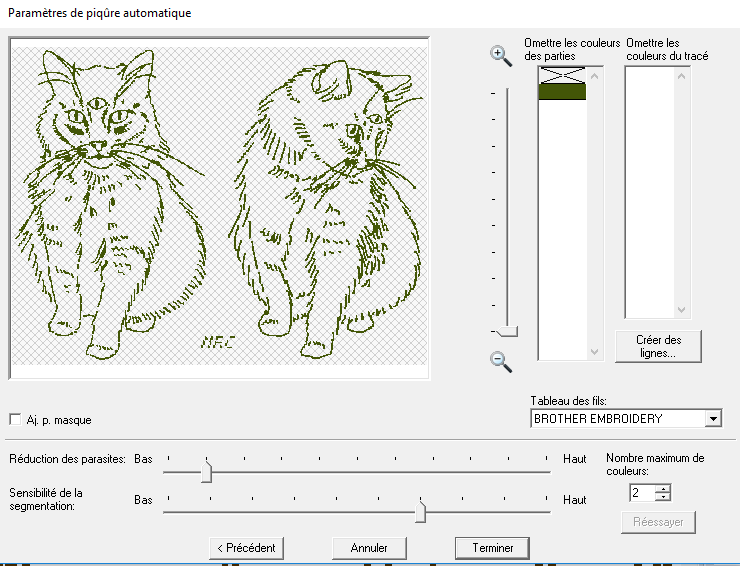 Paramètres de piqûre automatique
Omettre les couleurs
des parties
Omettre les
couleurs du tracé
Créer des
lignes...
Tableau des fils:
BROTHER EMBROIDERY
Aj. p. masque
Réduction des parasites:
Bas
Haut
Sensibilité de la
segmentation:
Bas
Haut
Nombre maximum de
couleurs:
2
Réessayer
< Précédent
Annuler
Terminer